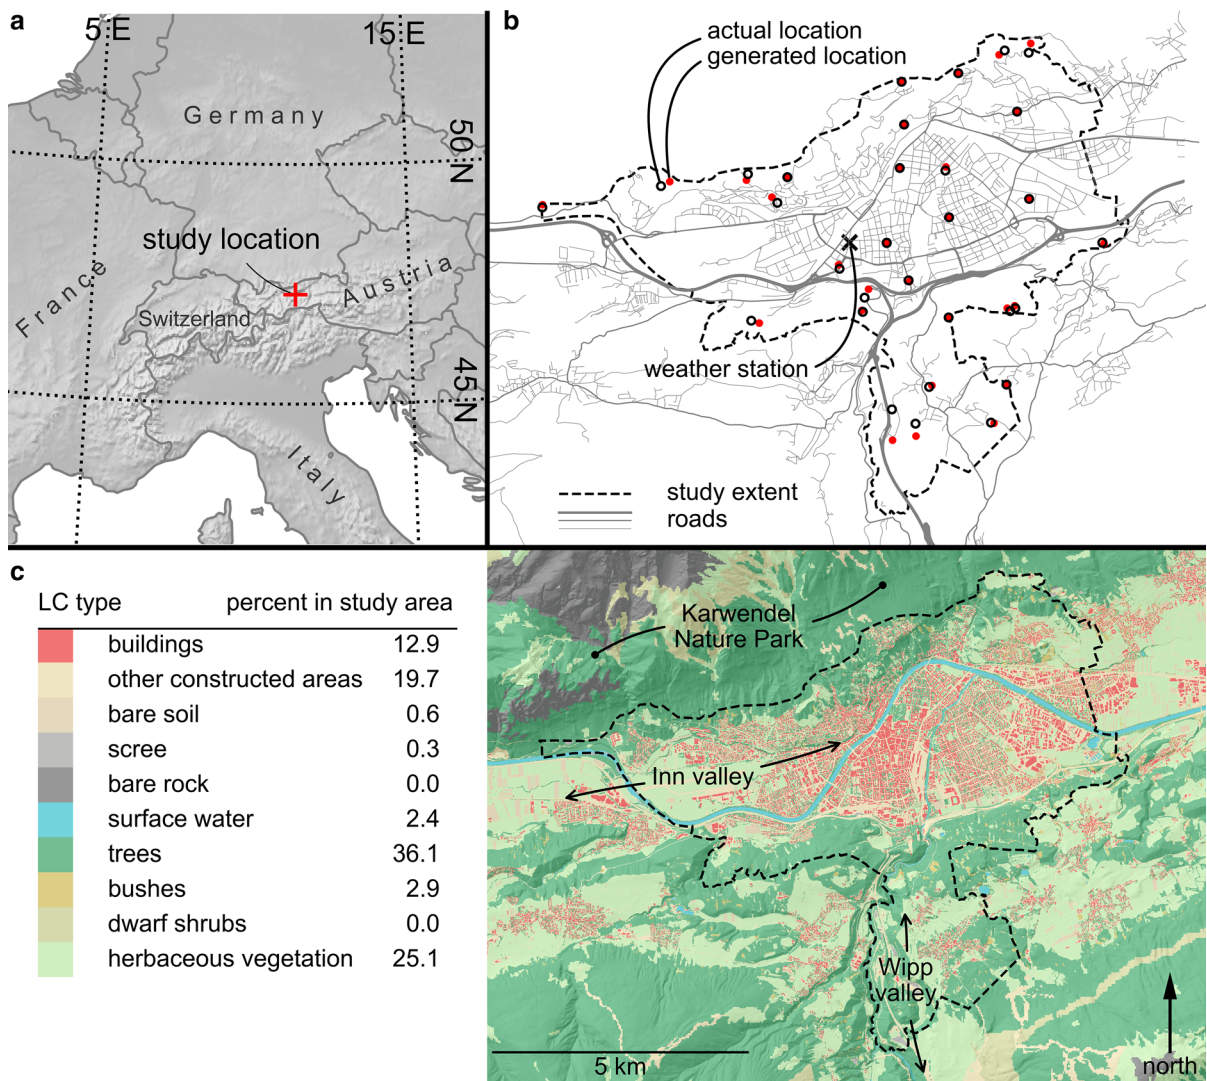 a
5 E
15 E
Germany
50 N
study location
France
Austria
Switzerland
45 N
Italy
b
actual location
generated location
weather station
study extent
roads
c
LC type percent in study area
buildings 12.9
other constructed areas 19.7
bare soil 0.6
scree 0.3
bare rock 0.0
surface water 2.4
trees 36.1
bushes 2.9
dwarf shrubs 0.0
herbaceous vegetation 25.1
Karwendel
Nature Park
Inn valley
Wipp
valley
5 km
north